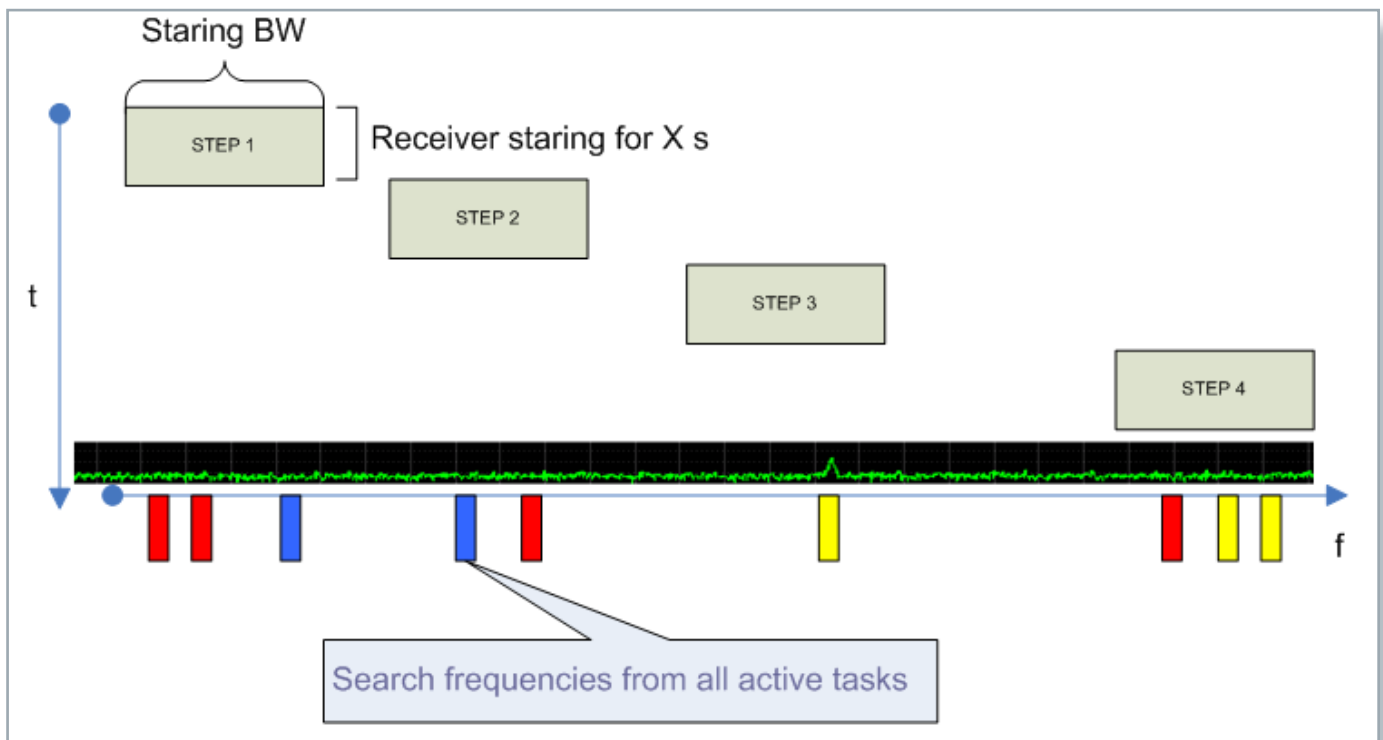 Staring BW
STEP 1
Receiver staring for X s
STEP 2
STEP 3
t
STEP 4
f
Search frequencies from all active tasks